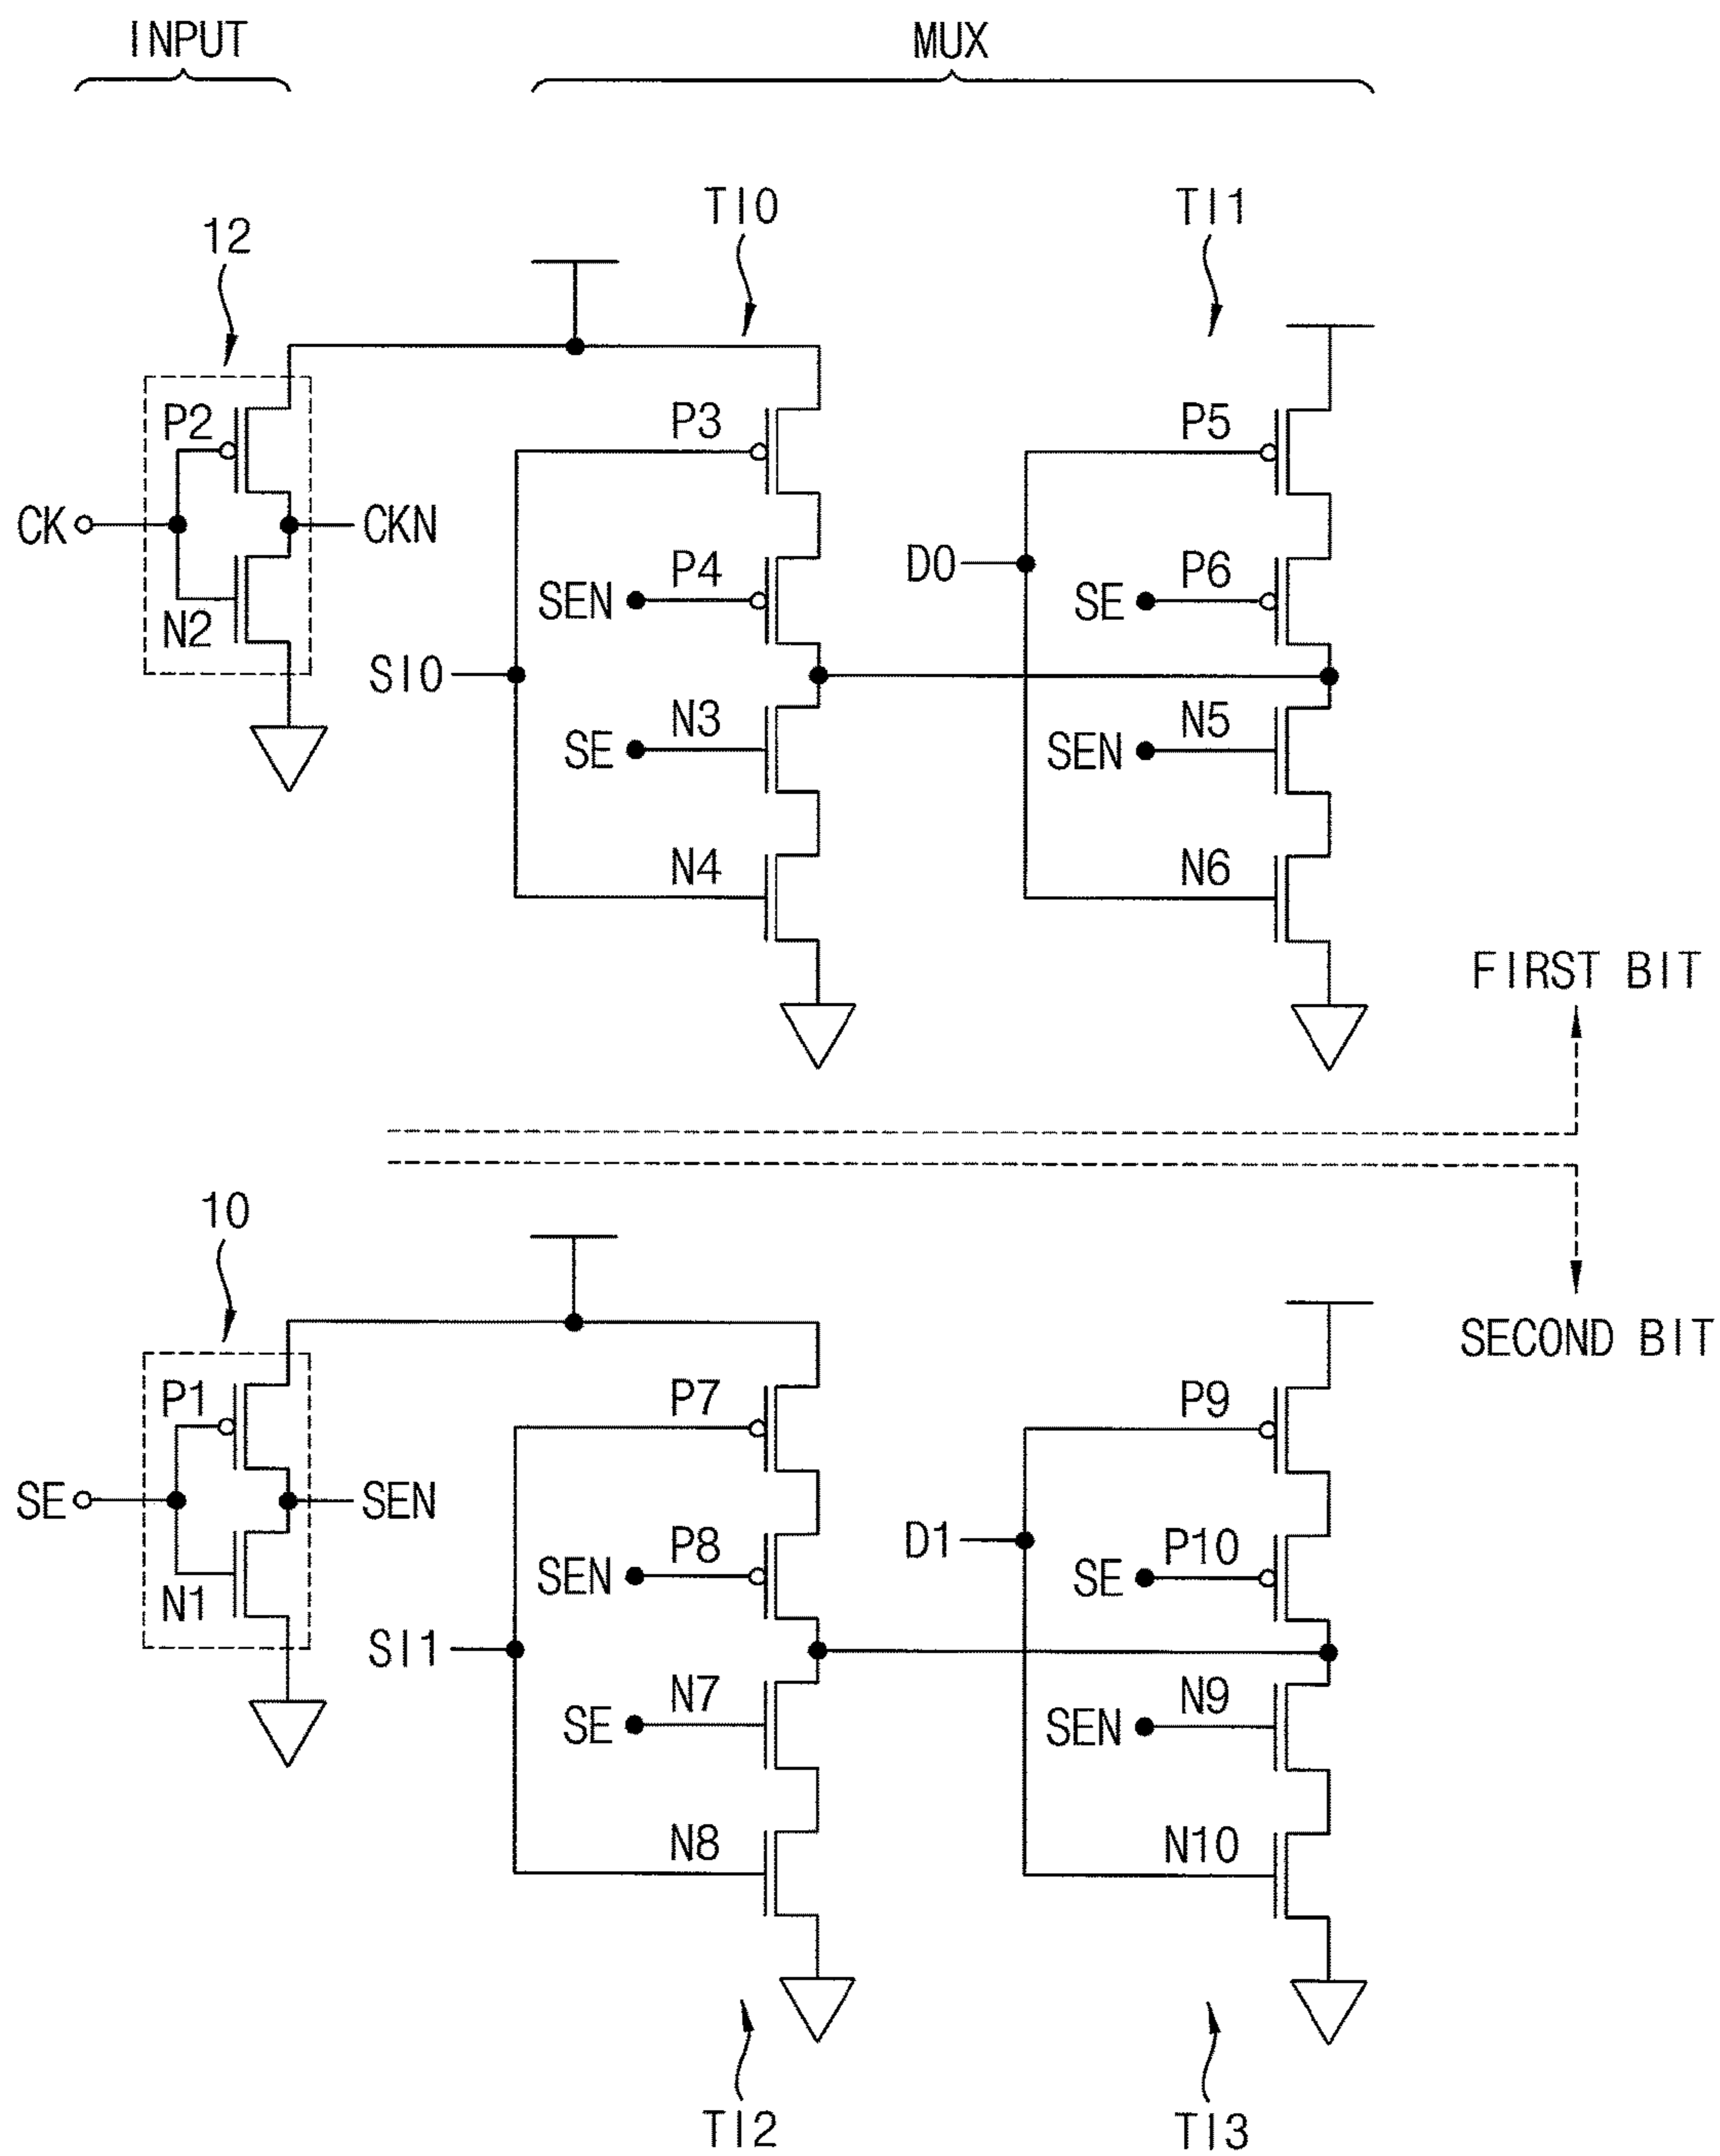 INPUT MUX
TI0 TI1
12
P2 P3 P5
CK CKN
D0 P4 P6
SEN SE
N2
SI0
N3 N5
SE SEN
N4 N6
FIRST BIT
10
SECOND BIT
P1 P7 P9
SE SEN
D1 P8 P10
SEN SE
N1
SI1
N7 N9
SE SEN
N8 N10
TI2 TI3